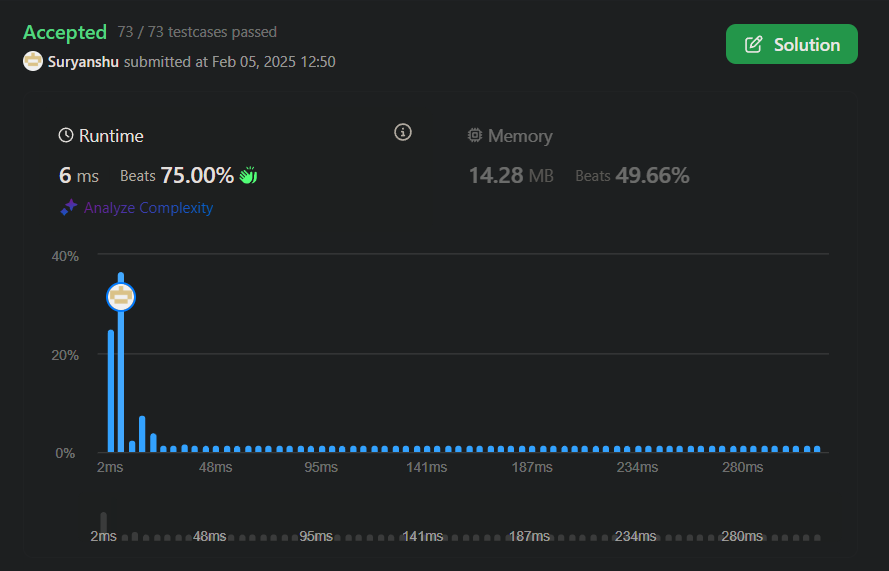 Accepted 73 / 73 testcases passed
Suryanshu submitted at Feb 05, 2025 12:50
Solution
Runtime
6 ms Beats 75.00%
Analyze Complexity
Memory
14.28 MB Beats 49.66%
40%
20%
0%
2ms 48ms 95ms 141ms 187ms 234ms 280ms
2ms 48ms 95ms 141ms 187ms 234ms 280ms